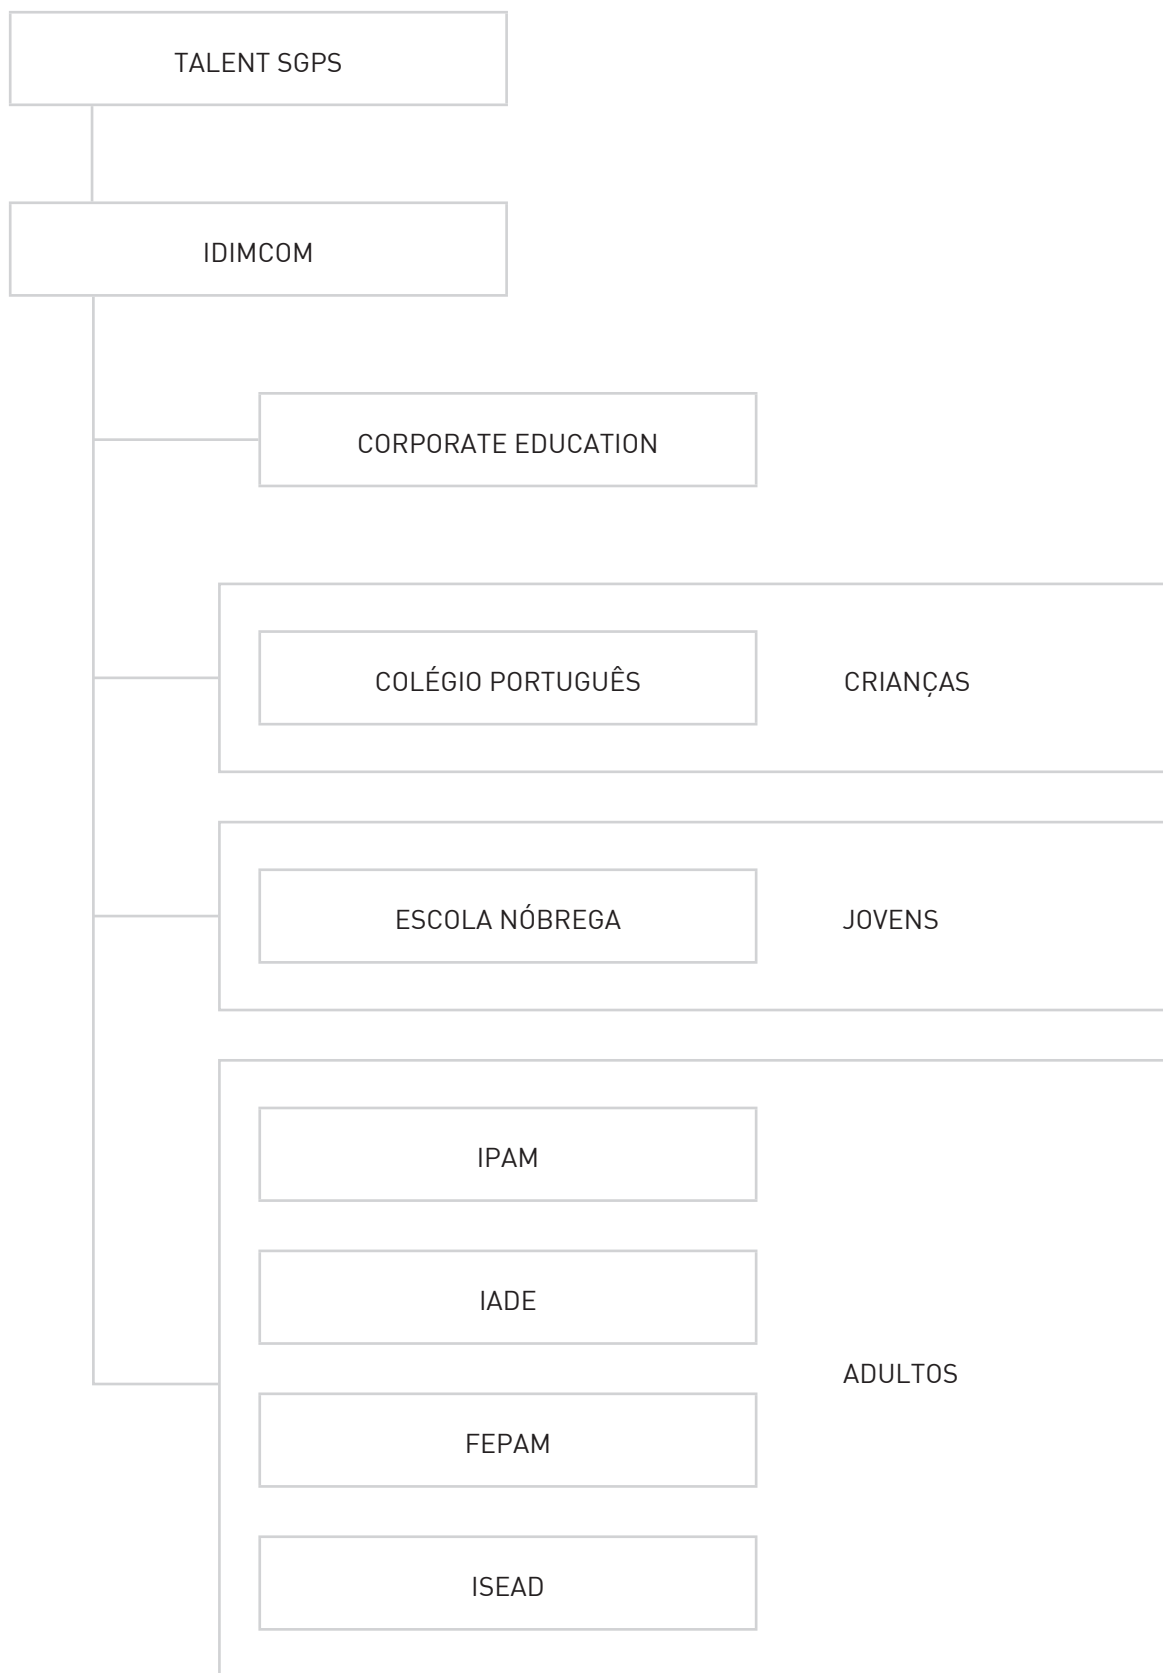 TALENT SGPS
IDIMCOM
CORPORATE EDUCATION
COLÉGIO PORTUGUÊS
CRIANÇAS
ESCOLA NÓBREGA
JOVENS
IPAM
IADE
ADULTOS
FEPAM
ISEAD